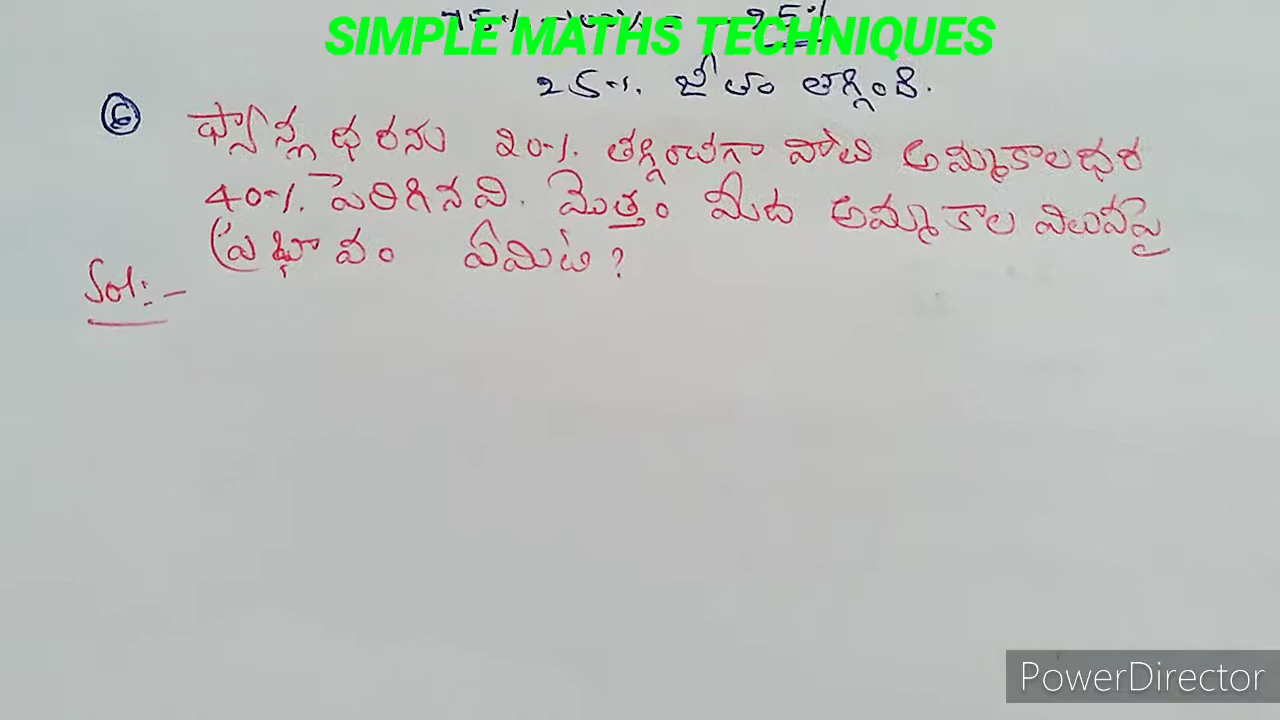 SIMPLE MATHS TECHNIQUES
25%. జీతం తగ్గింది.
6 ఫ్యాన్ల ధరను 20%. తగ్గించగా వాటి అమ్మకాలధర
40%. పెరిగినవి. మొత్తం మీద అమ్మకాల విలువపై
ప్రభావం ఏమిటి?
Sol:-
PowerDirector